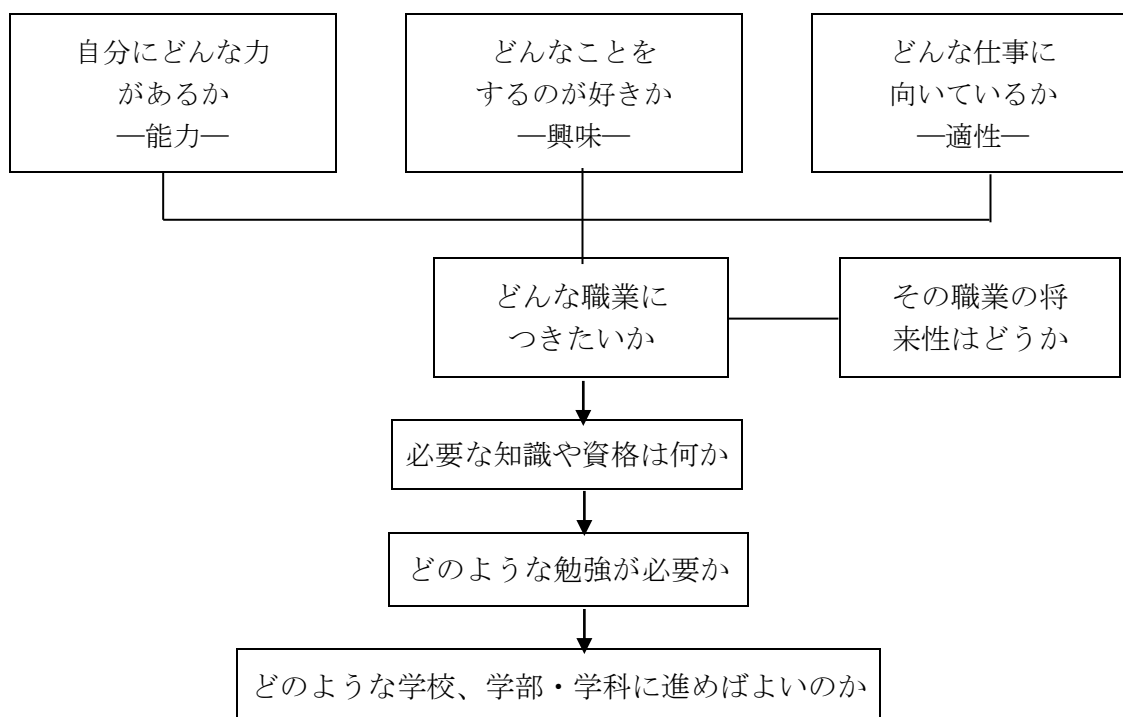 自分にどんな力
があるか
―能力―
どんなことを
するのが好きか
―興味―
どんな仕事に
向いているか
―適性―
どんな職業に
つきたいか
その職業の将
来性はどうか
必要な知識や資格は何か
どのような勉強が必要か
どのような学校、学部・学科に進めばよいのか